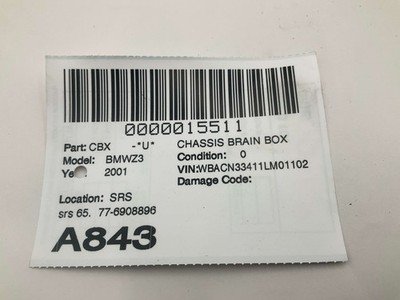 0000015511
Part: CBX -"U" CHASSIS BRAIN BOX
Model: BMWZ3 Condition: 0
Ye 2001 VIN:WBACN33411LM01102
Damage Code:
Location: SRS
srs 65. 77-6908896
A843